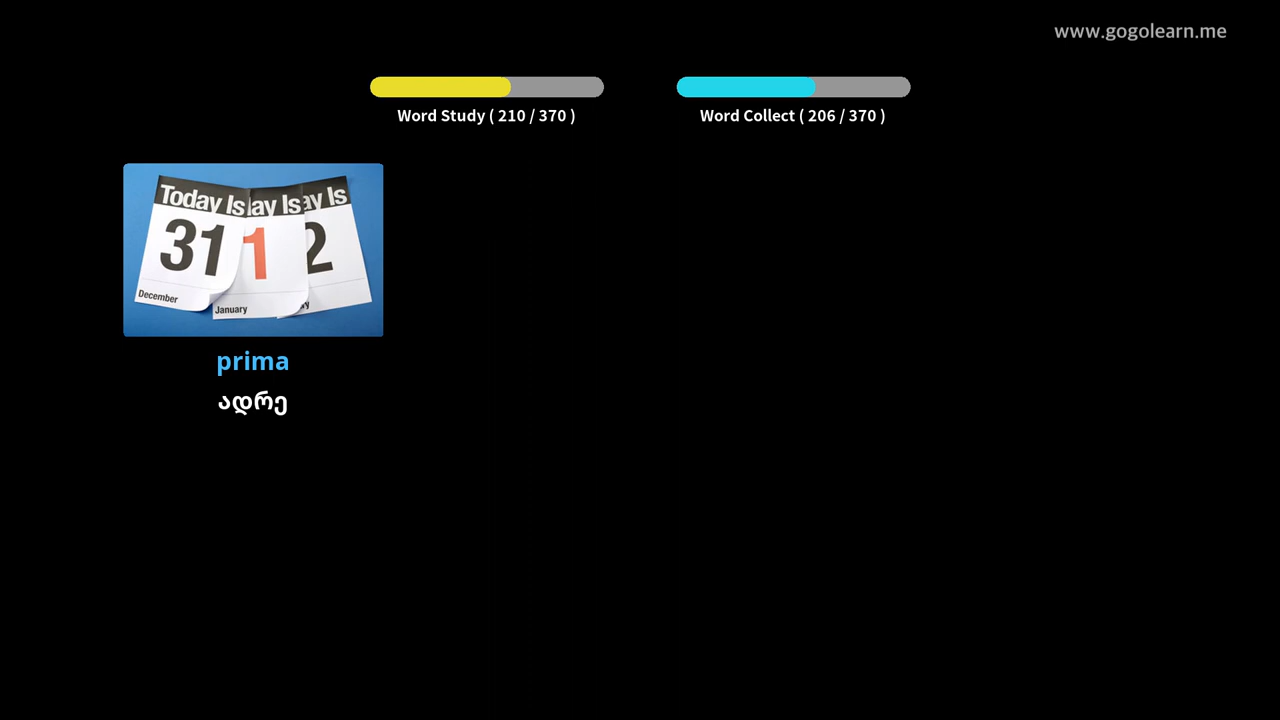 www.gogolearn.me
Word Study ( 210 / 370 )
Word Collect ( 206 / 370 )
Today Is
ay Is
ay Is
31
1
2
December
January
ry
prima
ადრე